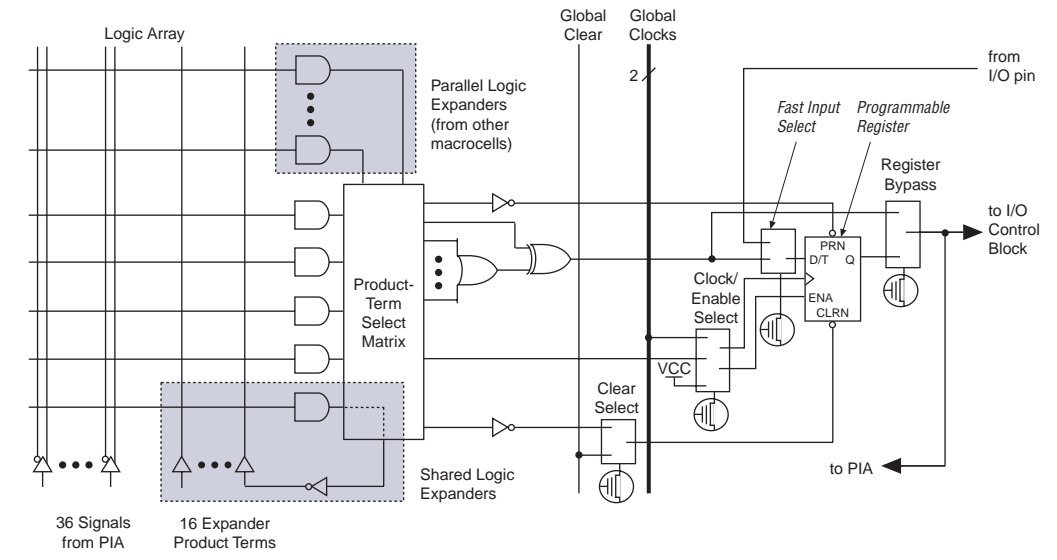 Logic Array
Global
Clear
Global
Clocks
2
from
I/O pin
Parallel Logic
Expanders
(from other
macrocells)
Fast Input
Select
Programmable
Register
Register
Bypass
to I/O
Control
Block
PRN
D/T
Q
ENA
CLRN
Clock/
Enable
Select
Product-
Term
Select
Matrix
VCC
Clear
Select
Shared Logic
Expanders
to PIA
36 Signals
from PIA
16 Expander
Product Terms